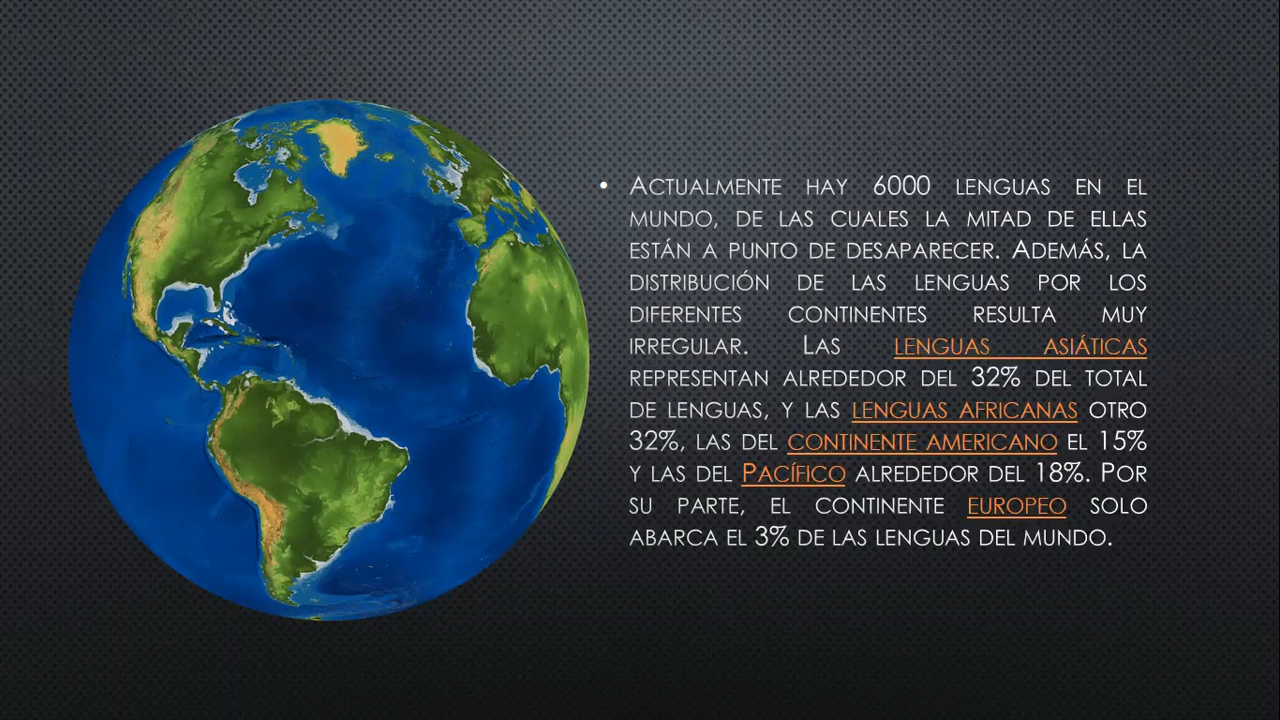 • Actualmente hay 6000 lenguas en el
mundo, de las cuales la mitad de ellas
están a punto de desaparecer. Además, la
distribución de las lenguas por los
diferentes continentes resulta muy
irregular. Las lenguas asiáticas
representan alrededor del 32% del total
de lenguas, y las lenguas africanas otro
32%, las del continente americano el 15%
y las del Pacífico alrededor del 18%. Por
su parte, el continente europeo solo
abarca el 3% de las lenguas del mundo.